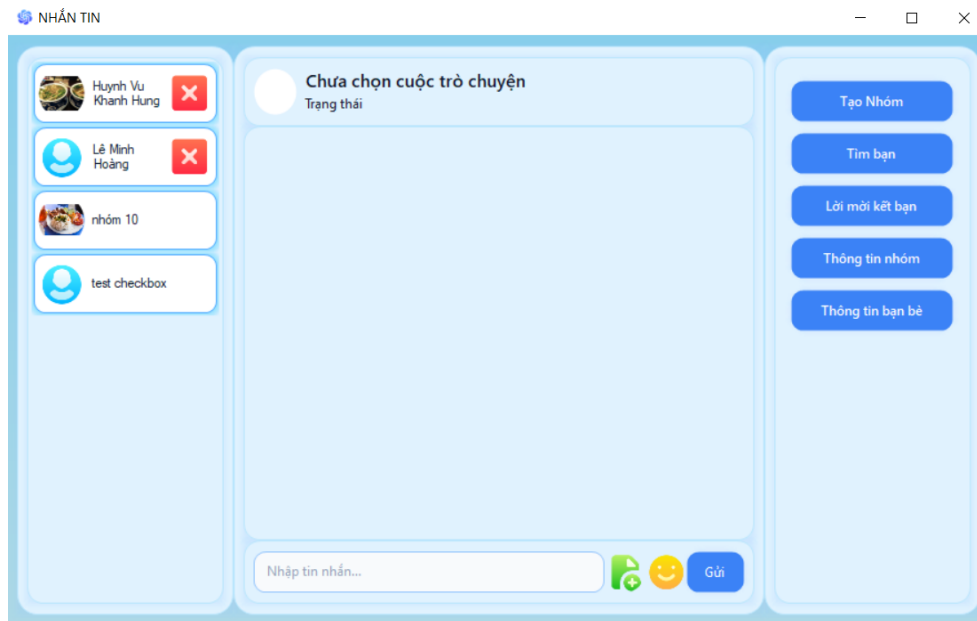 NHẮN TIN
Huynh Vu
Khanh Hung
Lê Minh
Hoàng
nhóm 10
test checkbox
Chưa chọn cuộc trò chuyện
Trạng thái
Nhập tin nhắn...
Gửi
Tạo Nhóm
Tìm bạn
Lời mời kết bạn
Thông tin nhóm
Thông tin bạn bè